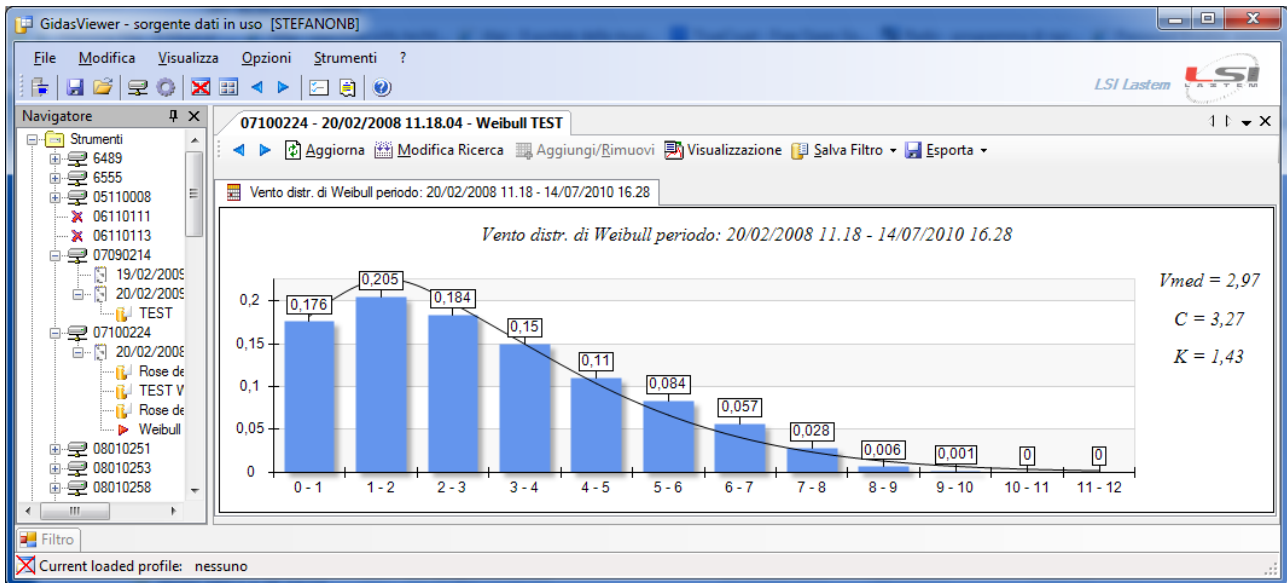 GidasViewer - sorgente dati in uso [STEFANONB]
File Modifica Visualizza Opzioni Strumenti ?
LSI Lastem LSI LASTEM
Navigatore
Strumenti
6489
6555
05110008
06110111
06110113
07090214
19/02/2009
20/02/2009
TEST
07100224
20/02/2008
Rose de
TEST
Rose de
Weibull
08010251
08010253
08010258
07100224 - 20/02/2008 11.18.04 - Weibull TEST
Aggiorna Modifica Ricerca Aggiungi/Rimuovi Visualizzazione Salva Filtro Esporta
Vento distr. di Weibull periodo: 20/02/2008 11.18 - 14/07/2010 16.28
Vento distr. di Weibull periodo: 20/02/2008 11.18 - 14/07/2010 16.28
Vmed = 2,97
C = 3,27
K = 1,43
0,2
0,15
0,1
0,05
0
0,176 0,205 0,184 0,15 0,11 0,084 0,057 0,028 0,006 0,001 0 0
0 - 1 1 - 2 2 - 3 3 - 4 4 - 5 5 - 6 6 - 7 7 - 8 8 - 9 9 - 10 10 - 11 11 - 12
Filtro
Current loaded profile: nessuno